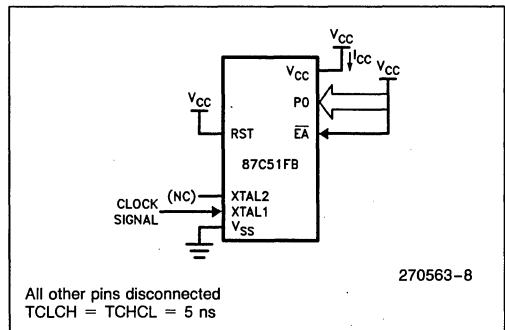 VCC
ICC
VCC
VCC
P0
VCC
RST
EA
87C51FB
(NC)
XTAL2
CLOCK SIGNAL
XTAL1
VSS
270563-8
All other pins disconnected
TCLCH = TCHCL = 5 ns